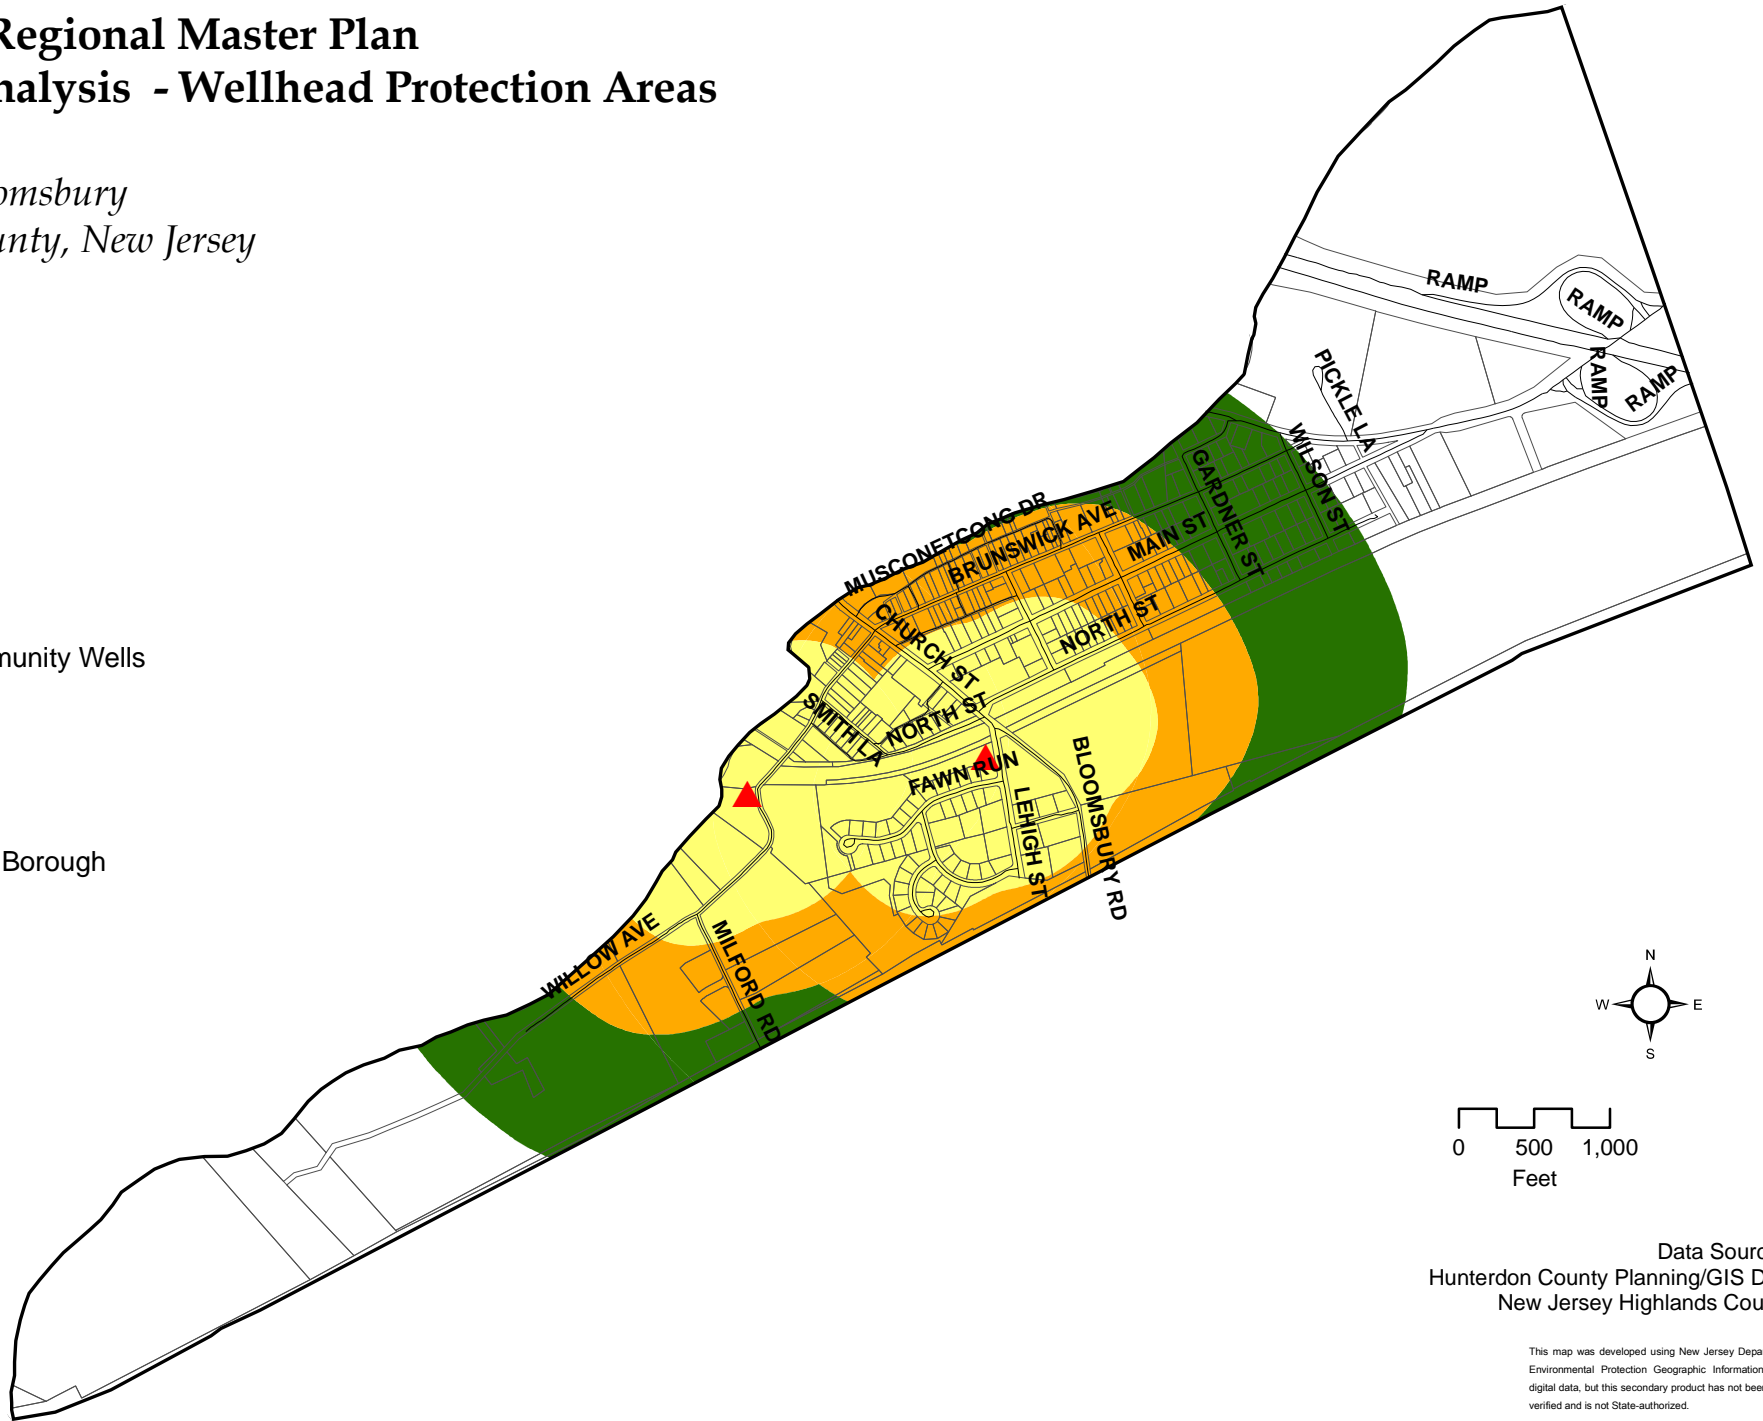 Regional Master Plan
nalysis - Wellhead Protection Areas
omsbury
unty, New Jersey
RAMP
RAMP
RAMP
RAMP
PICKLE LA
WILSON ST
GARDNER ST
MUSCONETCONG DR
BRUNSWICK AVE
MAIN ST
CHURCH ST
NORTH ST
munity Wells
SMITH LA
NORTH ST
FAWN RUN
BLOOMSBURY RD
LEHIGH ST
Borough
WILLOW AVE
MILFORD RD
N
W E
S
0 500 1,000
Feet
Data Sourc
Hunterdon County Planning/GIS D
New Jersey Highlands Cou
This map was developed using New Jersey Depa
Environmental Protection Geographic Information
digital data, but this secondary product has not bee
verified and is not State-authorized.